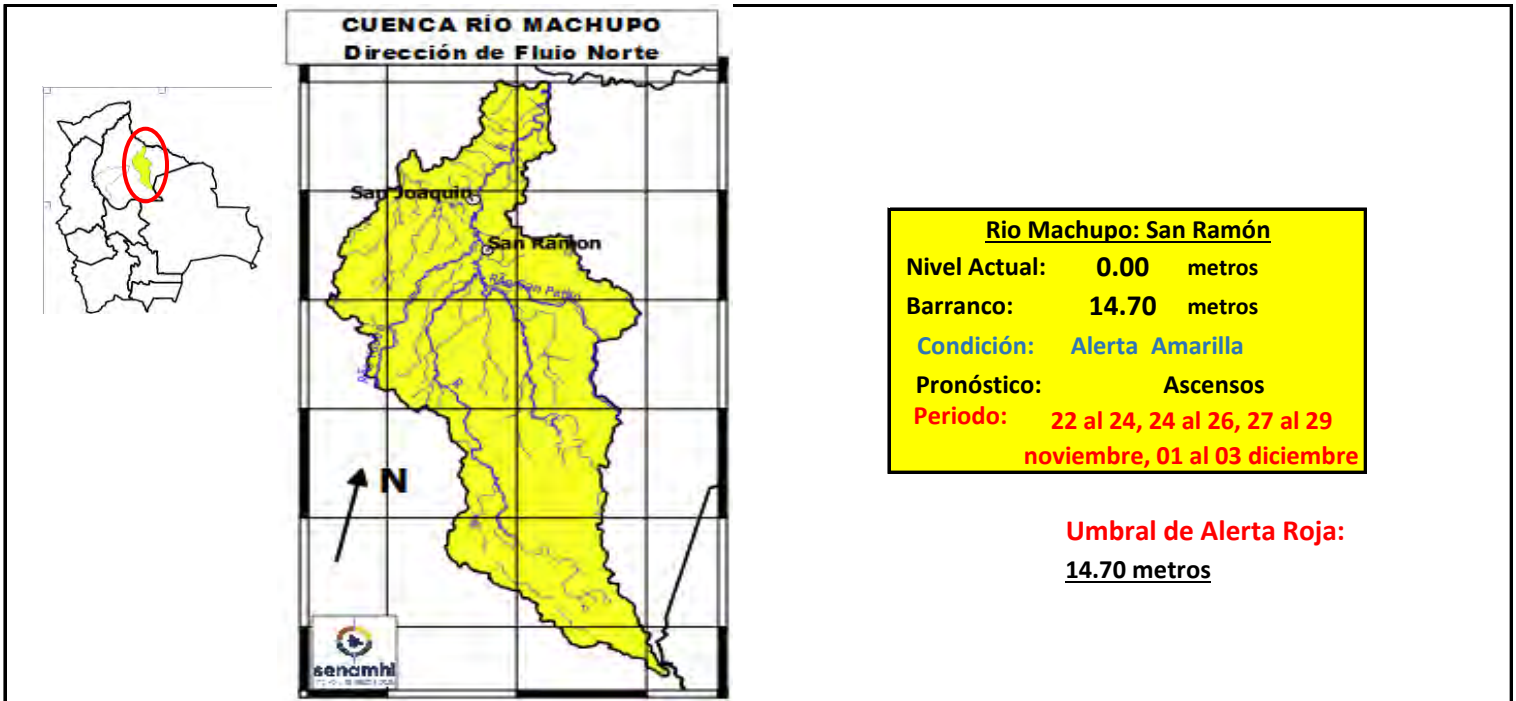 CUENCA RÍO MACHUPO
Dirección de Flujo Norte
San Joaquin
San Ramon
Río San Pedro
N
senamhi
Rio Machupo: San Ramón
Nivel Actual: 0.00 metros
Barranco: 14.70 metros
Condición: Alerta Amarilla
Pronóstico: Ascensos
Periodo: 22 al 24, 24 al 26, 27 al 29
noviembre, 01 al 03 diciembre
Umbral de Alerta Roja:
14.70 metros